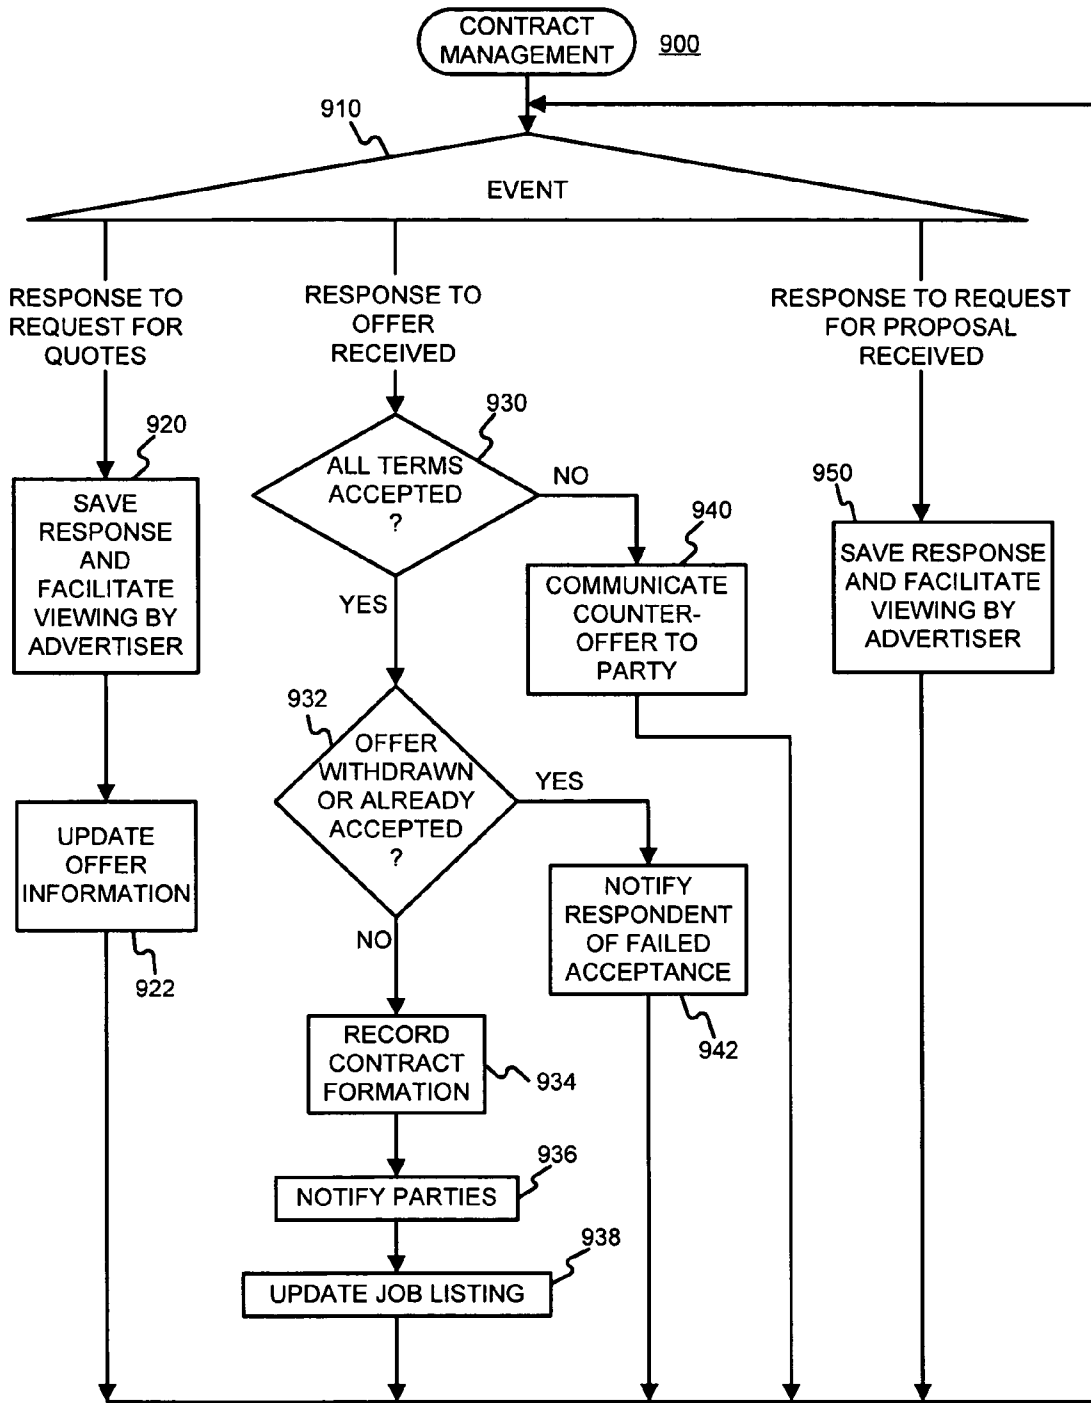 CONTRACT
MANAGEMENT
900
910
EVENT
RESPONSE TO
REQUEST FOR
QUOTES
RESPONSE TO
OFFER
RECEIVED
RESPONSE TO REQUEST
FOR PROPOSAL
RECEIVED
920
SAVE
RESPONSE
AND
FACILITATE
VIEWING BY
ADVERTISER
930
ALL TERMS
ACCEPTED
?
NO
YES
940
COMMUNICATE
COUNTER-
OFFER TO
PARTY
950
SAVE RESPONSE
AND FACILITATE
VIEWING BY
ADVERTISER
UPDATE
OFFER
INFORMATION
922
932
OFFER
WITHDRAWN
OR ALREADY
ACCEPTED
?
YES
NO
NOTIFY
RESPONDENT
OF FAILED
ACCEPTANCE
942
RECORD
CONTRACT
FORMATION
934
936
NOTIFY PARTIES
938
UPDATE JOB LISTING